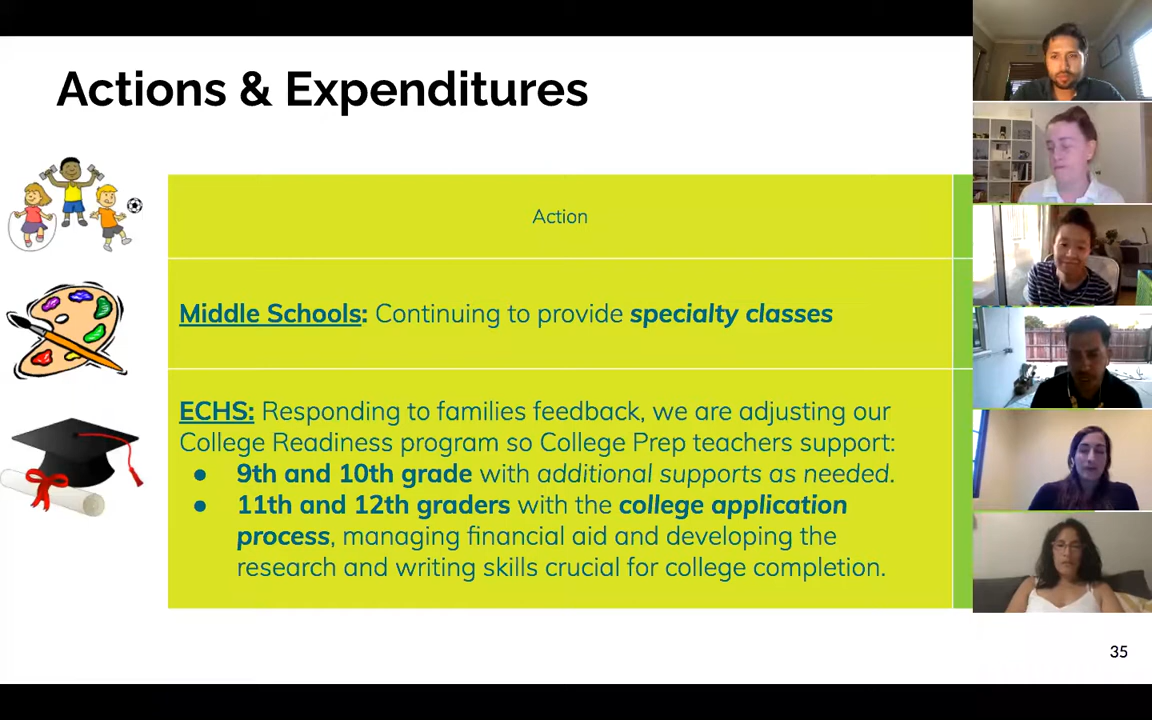 Actions & Expenditures
Action
Middle Schools: Continuing to provide specialty classes
ECHS: Responding to families feedback, we are adjusting our
College Readiness program so College Prep teachers support:
● 9th and 10th grade with additional supports as needed.
● 11th and 12th graders with the college application
process, managing financial aid and developing the
research and writing skills crucial for college completion.
35